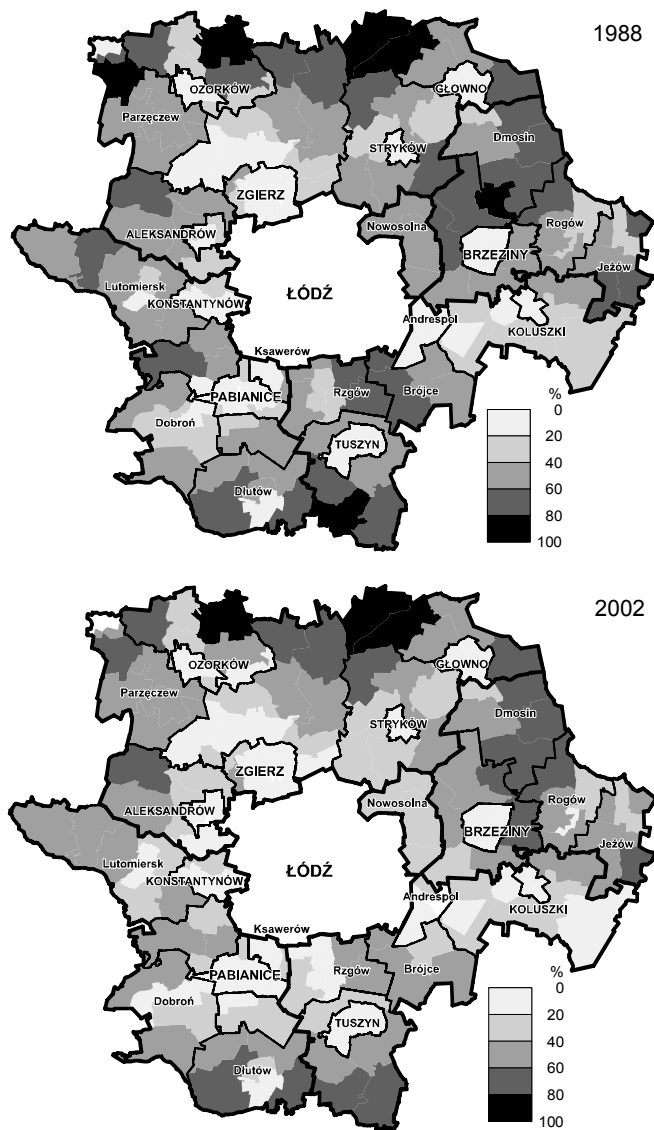 1988
OZORKÓW
GŁOWNO
Parzęczew
Dmosin
STRYKÓW
ZGIERZ
Nowosolna
Rogów
ALEKSANDRÓW
BRZEZINY
Jeżów
Lutomiersk
KONSTANTYNÓW
ŁÓDŹ
Andrespol
KOLUSZKI
Ksawerów
PABIANICE
Rzgów
Brójce
%
0
Dobroń
20
TUSZYN
40
60
Dłutów
80
100
2002
OZORKÓW
GŁOWNO
Parzęczew
Dmosin
STRYKÓW
ZGIERZ
Nowosolna
Rogów
ALEKSANDRÓW
BRZEZINY
Jeżów
Lutomiersk
KONSTANTYNÓW
ŁÓDŹ
Andrespol
KOLUSZKI
Ksawerów
PABIANICE
Rzgów
Brójce
%
0
Dobroń
20
TUSZYN
40
60
Dłutów
80
100